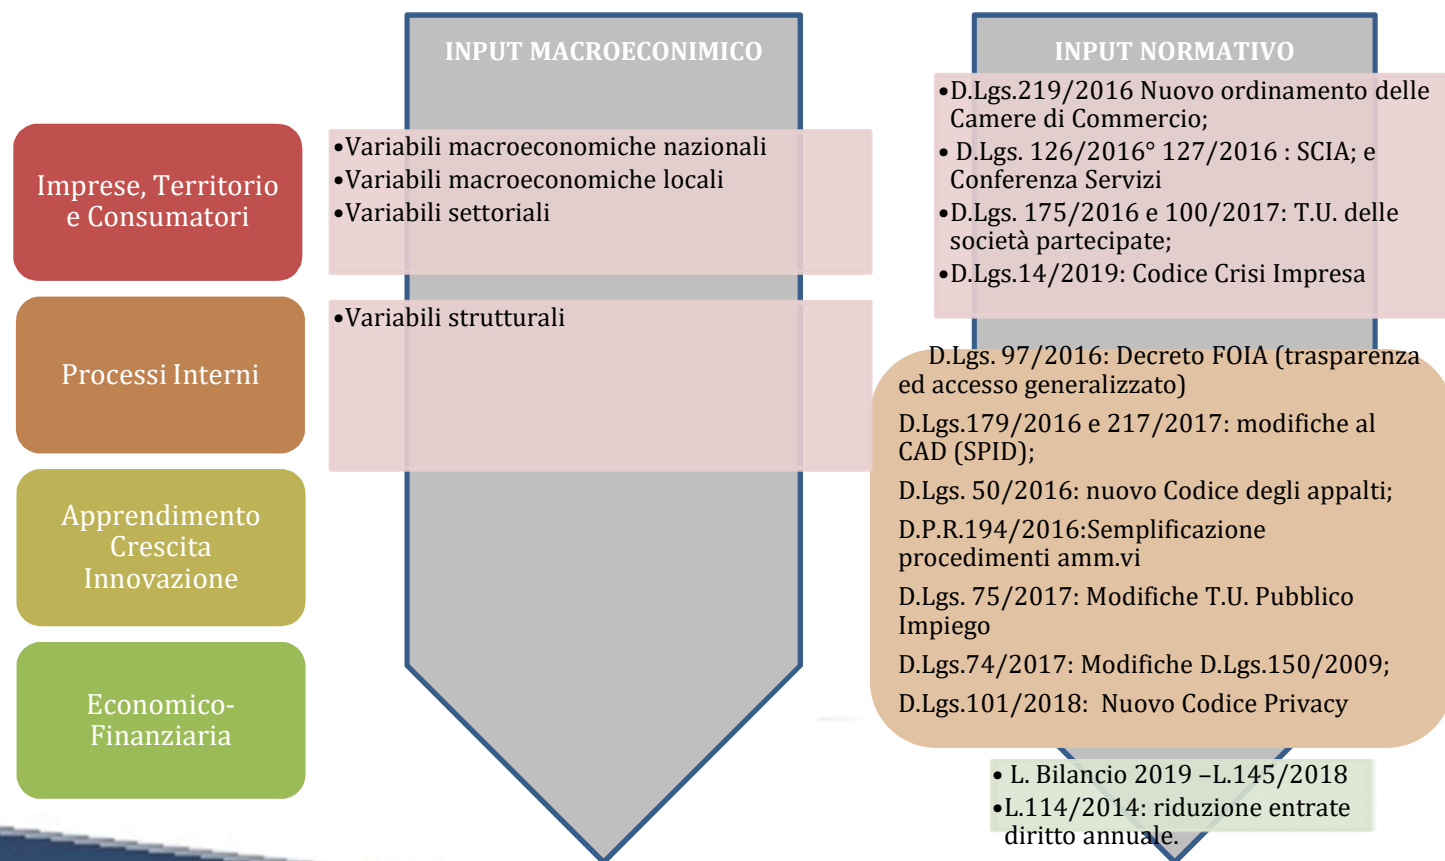 INPUT MACROECONIMICO
INPUT NORMATIVO
Imprese, Territorio
e Consumatori
•Variabili macroeconomiche nazionali
•Variabili macroeconomiche locali
•Variabili settoriali
•D.Lgs.219/2016 Nuovo ordinamento delle
Camere di Commercio;
• D.Lgs. 126/2016° 127/2016 : SCIA; e
Conferenza Servizi
•D.Lgs. 175/2016 e 100/2017: T.U. delle
società partecipate;
•D.Lgs.14/2019: Codice Crisi Impresa
Processi Interni
•Variabili strutturali
D.Lgs. 97/2016: Decreto FOIA (trasparenza
ed accesso generalizzato)
D.Lgs.179/2016 e 217/2017: modifiche al
CAD (SPID);
D.Lgs. 50/2016: nuovo Codice degli appalti;
D.P.R.194/2016:Semplificazione
procedimenti amm.vi
D.Lgs. 75/2017: Modifiche T.U. Pubblico
Impiego
D.Lgs.74/2017: Modifiche D.Lgs.150/2009;
D.Lgs.101/2018: Nuovo Codice Privacy
Apprendimento
Crescita
Innovazione
Economico-
Finanziaria
• L. Bilancio 2019 –L.145/2018
•L.114/2014: riduzione entrate
diritto annuale.